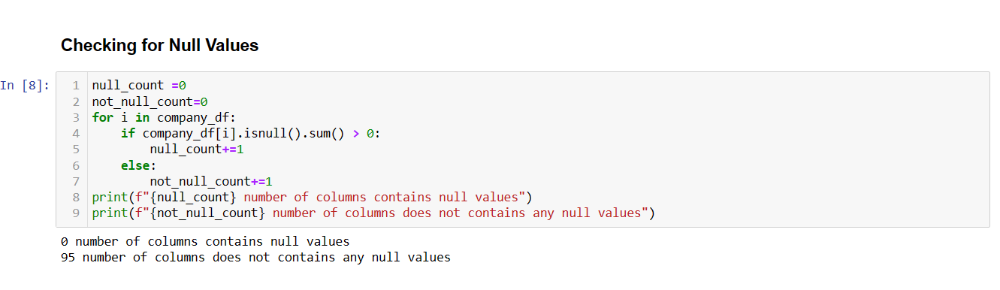 Checking for Null Values
In [8]:
1 null_count =0
2 not_null_count=0
3 for i in company_df:
4     if company_df[i].isnull().sum() > 0:
5         null_count+=1
6     else:
7         not_null_count+=1
8 print(f"{null_count} number of columns contains null values")
9 print(f"{not_null_count} number of columns does not contains any null values")
0 number of columns contains null values
95 number of columns does not contains any null values